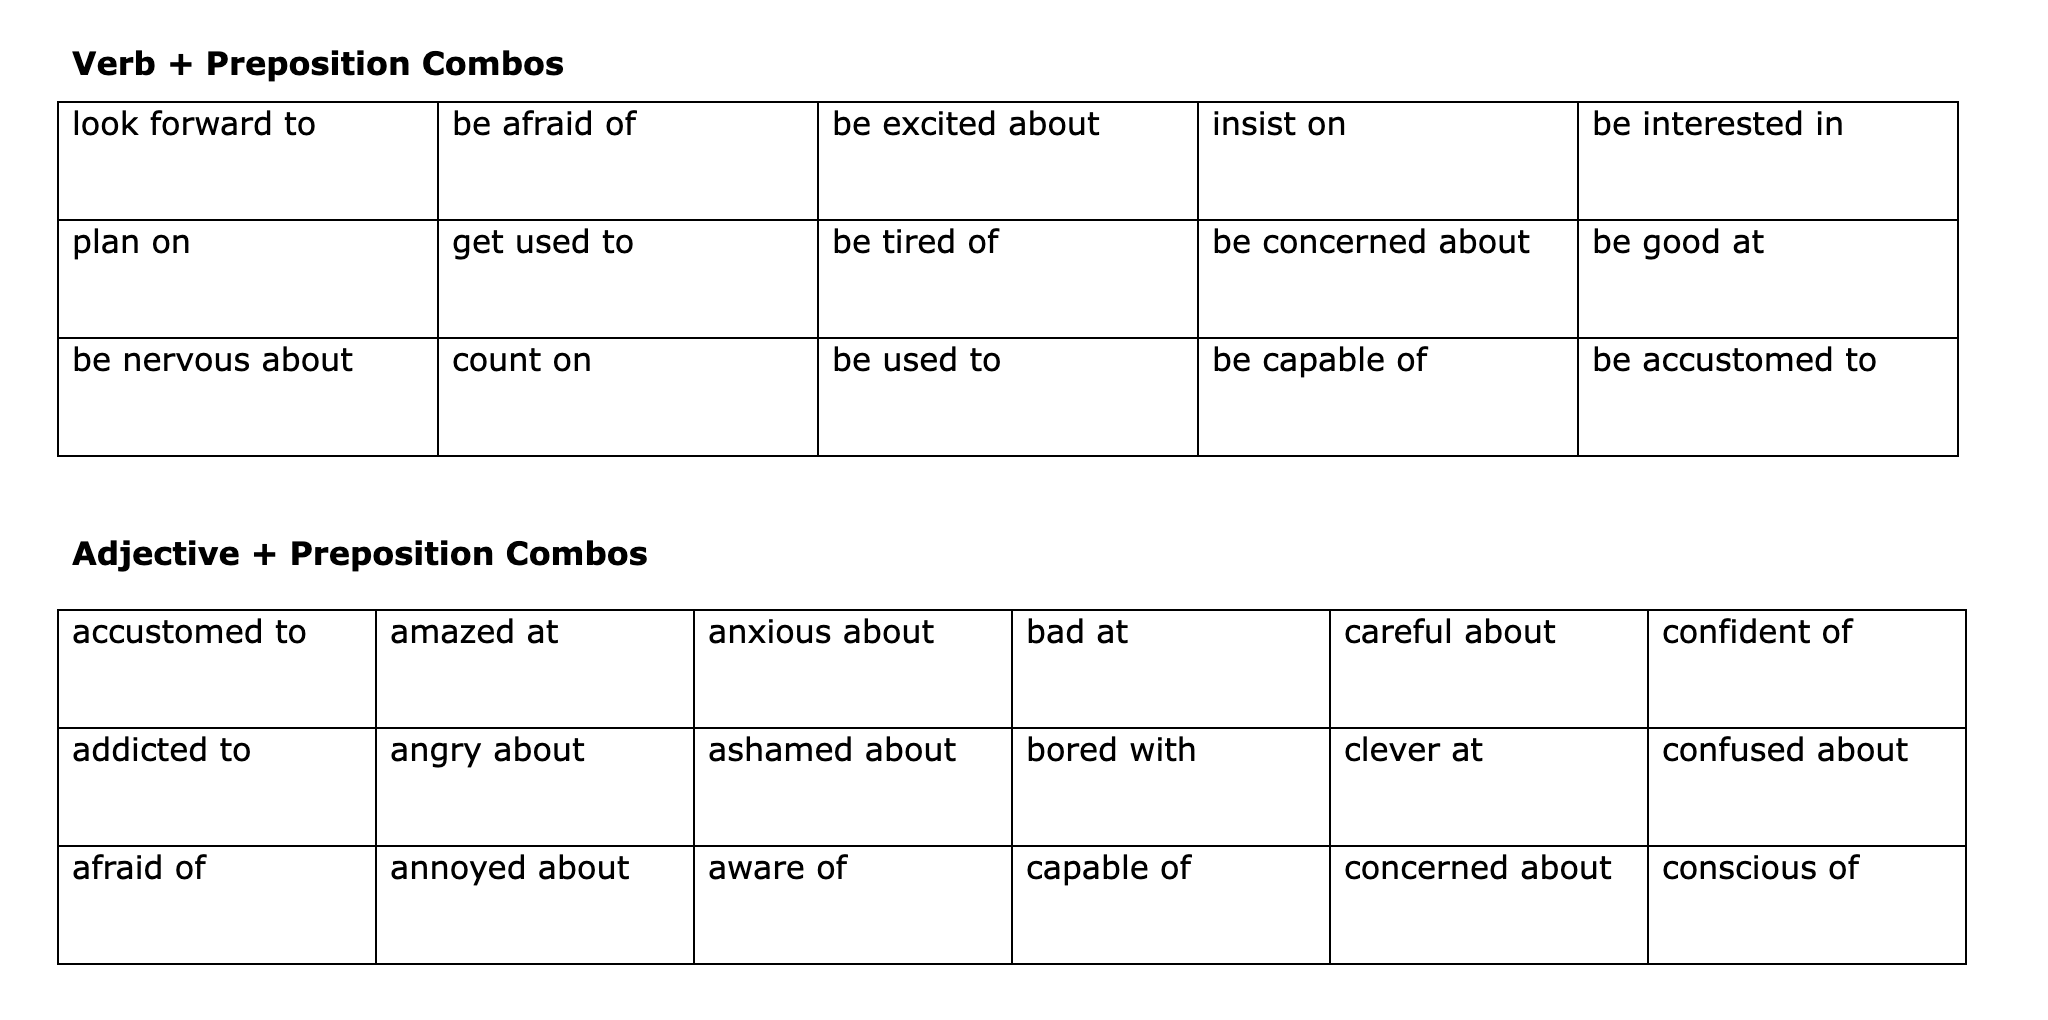 Verb + Preposition Combos
look forward to be afraid of be excited about insist on be interested in
plan on get used to be tired of be concerned about be good at
be nervous about count on be used to be capable of be accustomed to
Adjective + Preposition Combos
accustomed to amazed at anxious about bad at careful about confident of
addicted to angry about ashamed about bored with clever at confused about
afraid of annoyed about aware of capable of concerned about conscious of